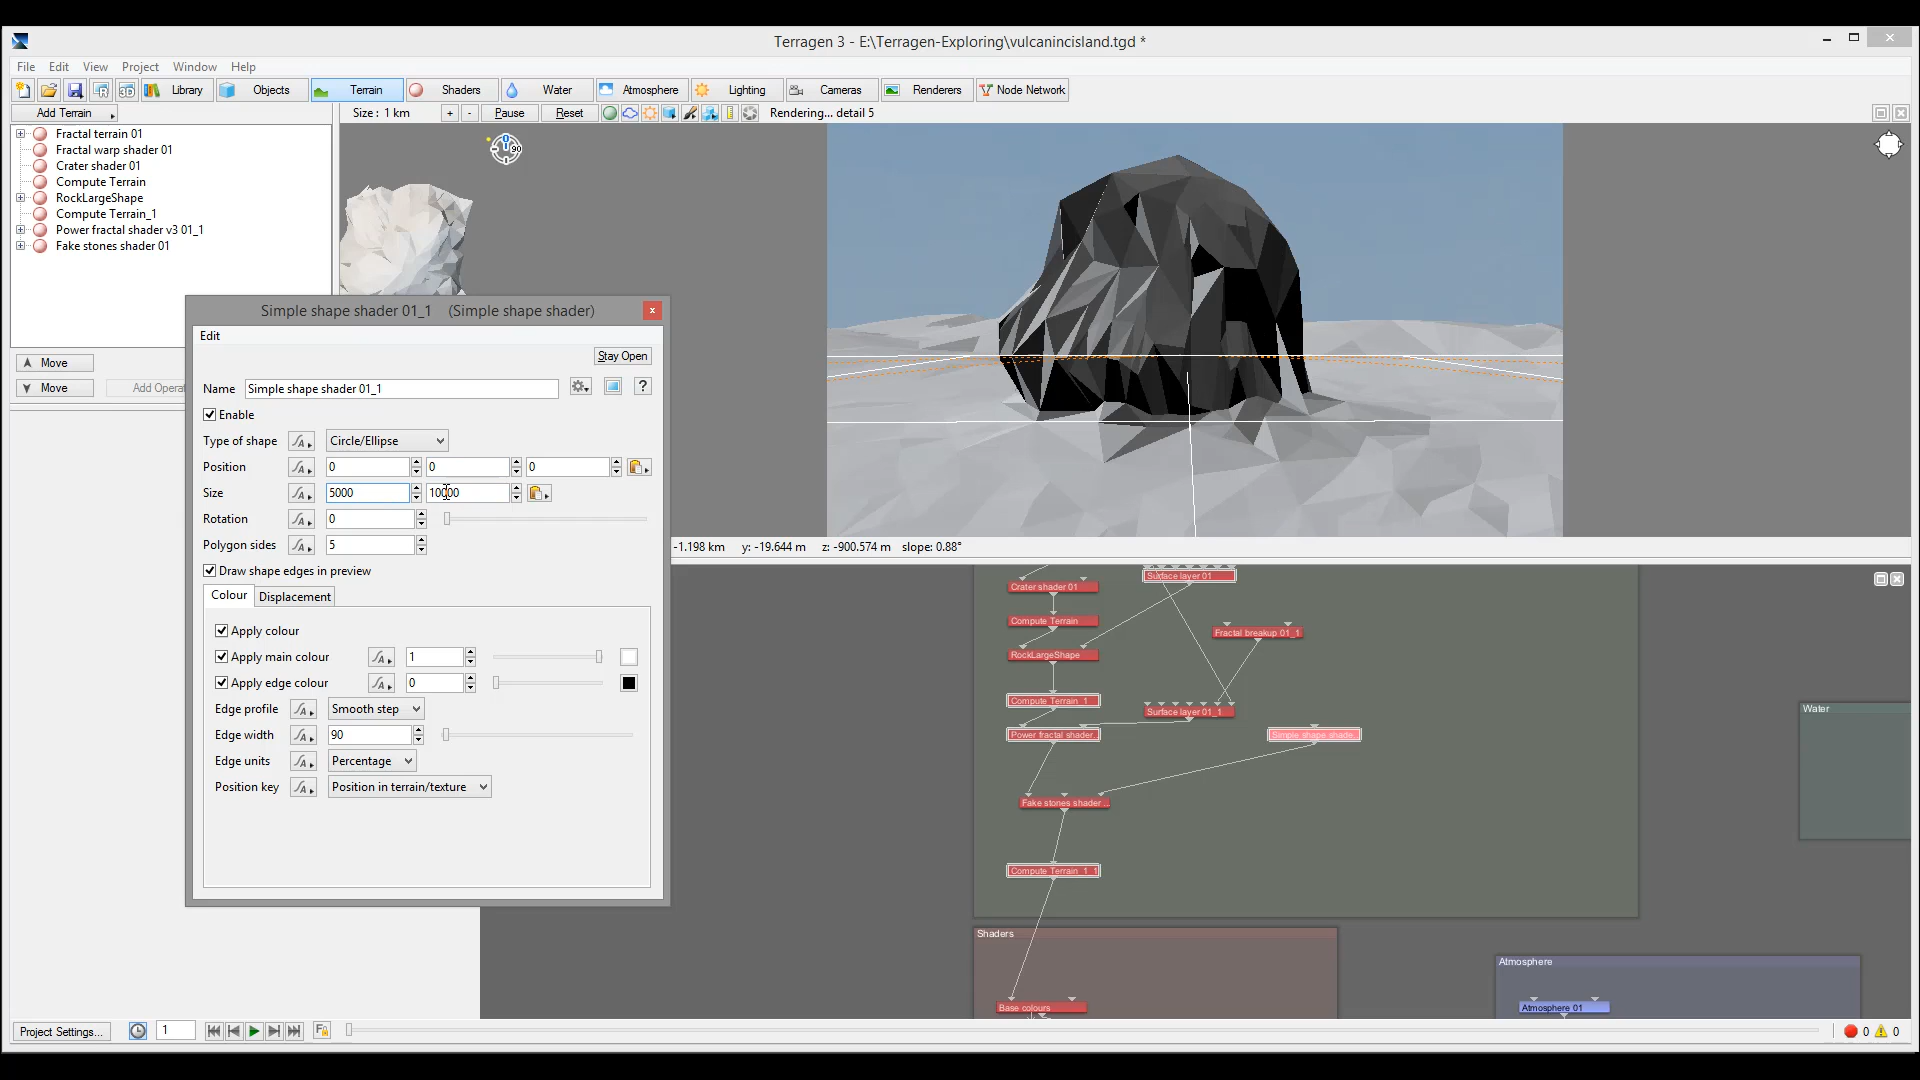 Terragen 3 - E:\Terragen-Exploring\vulcanincisland.tgd *
File Edit View Project Window Help
Library Objects Terrain Shaders Water Atmosphere Lighting Cameras Renderers Node Network
Add Terrain
Size : 1 km + - Pause Reset Rendering... detail 5
Fractal terrain 01
Fractal warp shader 01
Crater shader 01
Compute Terrain
RockLargeShape
Compute Terrain_1
Power fractal shader v3 01_1
Fake stones shader 01
90
Move
Move
Add Operat
Simple shape shader 01_1 (Simple shape shader)
Edit
Stay Open
Name Simple shape shader 01_1 ?
Enable
Type of shape Circle/Ellipse
Position 0 0 0
Size 5000 10000
Rotation 0
Polygon sides 5
Draw shape edges in preview
Colour Displacement
Apply colour
Apply main colour 1
Apply edge colour 0
Edge profile Smooth step
Edge width 90
Edge units Percentage
Position key Position in terrain/texture
-1.198 km y: -19.644 m z: -900.574 m slope: 0.88°
Surface layer 01
Crater shader 01
Compute Terrain
Fractal breakup 01_1
RockLargeShape
Compute Terrain_1
Surface layer 01_1
Power fractal shader...
Simple shape shade...
Fake stones shader ...
Compute Terrain_1_1
Water
Shaders
Base colours
Atmosphere
Atmosphere 01
Project Settings... 1 0 0